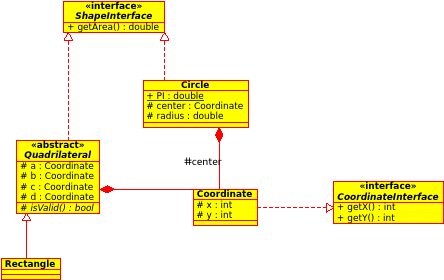 «interface»
ShapeInterface
+ getArea() : double
Circle
+ PI : double
# center : Coordinate
# radius : double
«abstract»
Quadrilateral
# a : Coordinate
# b : Coordinate
# c : Coordinate
# d : Coordinate
# isValid() : bool
#center
Coordinate
# x : int
# y : int
«interface»
CoordinateInterface
+ getX() : int
+ getY() : int
Rectangle